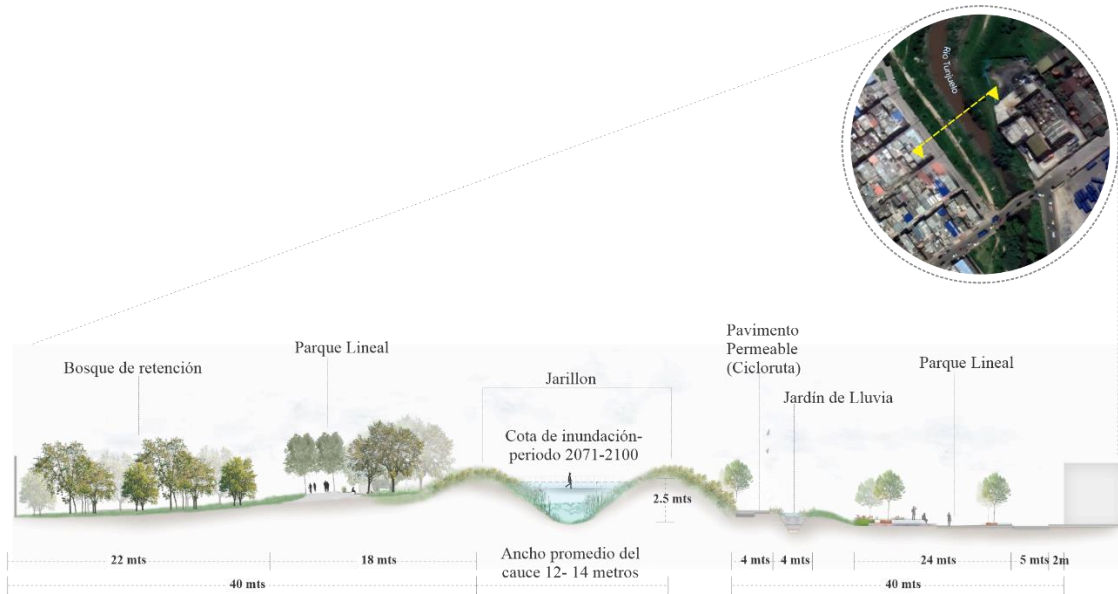 Río Tunjuelo
Pavimento
Permeable
(Cicloruta)
Parque Lineal
Bosque de retención
Jarillon
Parque Lineal
Jardín de Lluvia
Cota de inundación-
periodo 2071-2100
2.5 mts
22 mts
18 mts
Ancho promedio del
cauce 12- 14 metros
4 mts
4 mts
24 mts
5 mts
2m
40 mts
40 mts